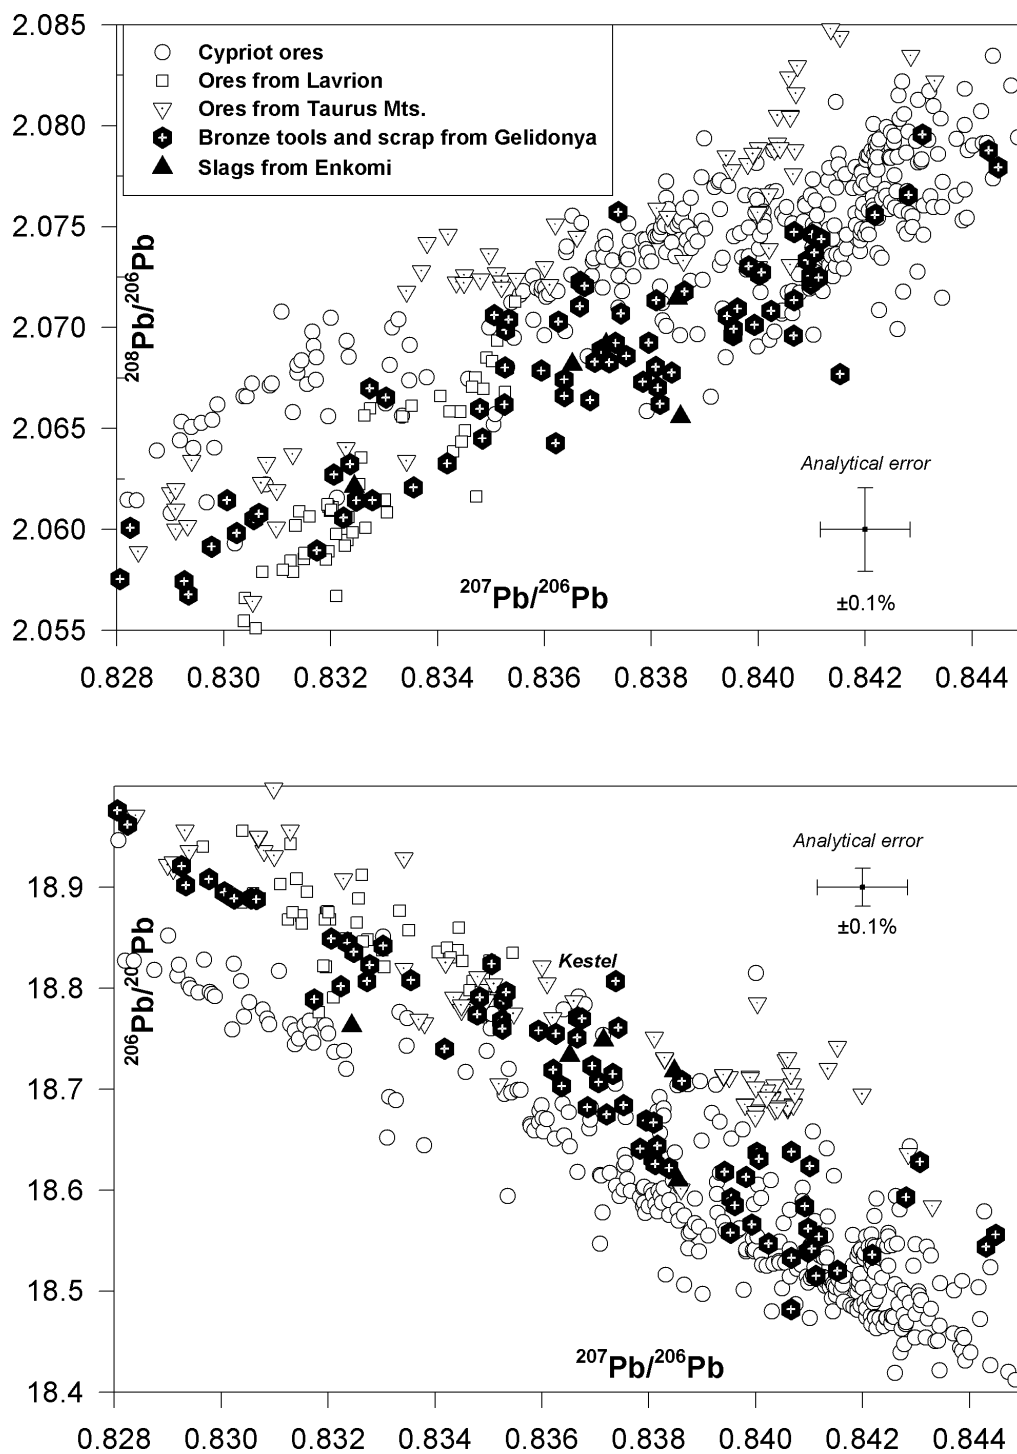 2.085
Cypriot ores
Ores from Lavrion
Ores from Taurus Mts.
Bronze tools and scrap from Gelidonya
Slags from Enkomi
2.080
2.075
208Pb/206Pb
2.070
2.065
Analytical error
2.060
207Pb/206Pb
±0.1%
2.055
0.828 0.830 0.832 0.834 0.836 0.838 0.840 0.842 0.844
Analytical error
18.9
±0.1%
Kestel
18.8
18.7
18.6
18.5
207Pb/206Pb
18.4
0.828 0.830 0.832 0.834 0.836 0.838 0.840 0.842 0.844